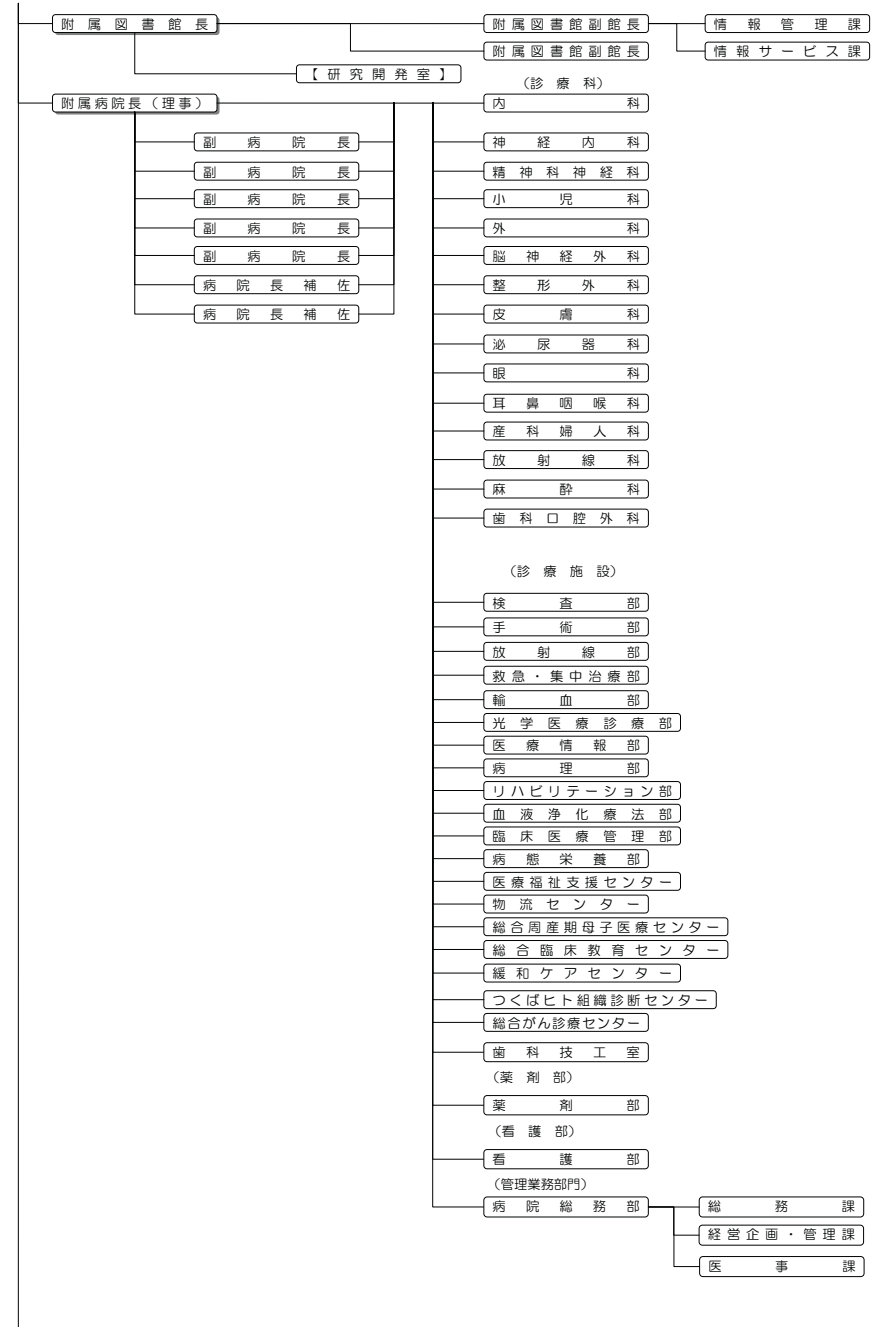 附属図書館長
附属図書館副館長
情報管理課
附属図書館副館長
情報サービス課
【研究開発室】
(診療科)
附属病院長(理事)
内科
副病院長
神経内科
副病院長
精神科神経科
副病院長
小児科
副病院長
外科
副病院長
脳神経外科
病院長補佐
整形外科
病院長補佐
皮膚科
泌尿器科
眼科
耳鼻咽喉科
産科婦人科
放射線科
麻酔科
歯科口腔外科
(診療施設)
検査部
手術部
放射線部
救急・集中治療部
輸血部
光学医療診療部
医療情報部
病理部
リハビリテーション部
血液浄化療法部
臨床医療管理部
病態栄養部
医療福祉支援センター
物流センター
総合周産期母子医療センター
総合臨床教育センター
緩和ケアセンター
つくばヒト組織診断センター
総合がん診療センター
歯科技工室
(薬剤部)
薬剤部
(看護部)
看護部
(管理業務部門)
病院総務部
総務課
経営企画・管理課
医事課